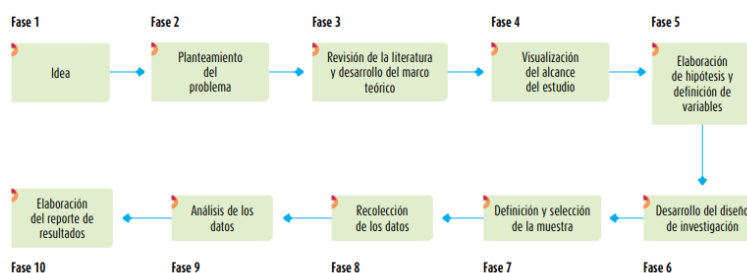 Fase 1
Fase 2
Fase 3
Fase 4
Fase 5
Idea
Planteamiento
del
problema
Revisión de la literatura
y desarrollo del marco
teórico
Visualización
del alcance
del estudio
Elaboración
de hipótesis y
definición de
variables
Elaboración
del reporte de
resultados
Análisis de los
datos
Recolección
de los datos
Definición y selección
de la muestra
Desarrollo del diseño
de investigación
Fase 10
Fase 9
Fase 8
Fase 7
Fase 6